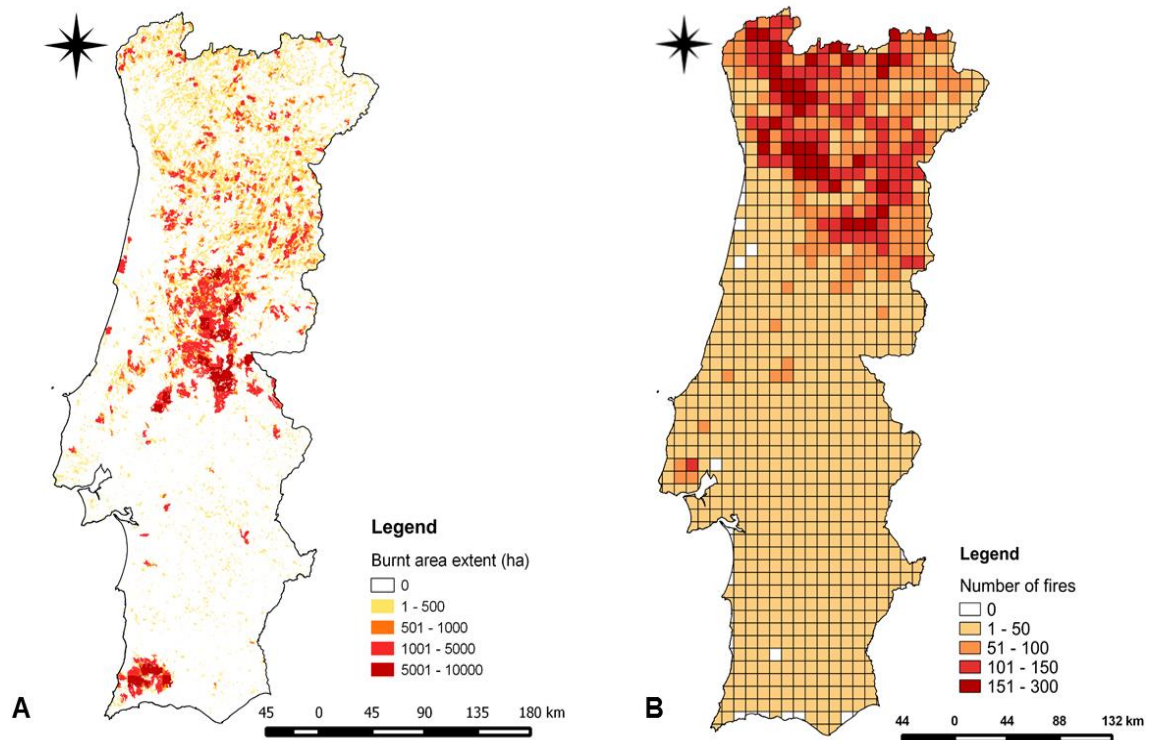 Legend
Burnt area extent (ha)
0
1 - 500
501 - 1000
1001 - 5000
5001 - 10000
A
45 0 45 90 135 180 km
Legend
Number of fires
0
1 - 50
51 - 100
101 - 150
151 - 300
B
44 0 44 88 132 km